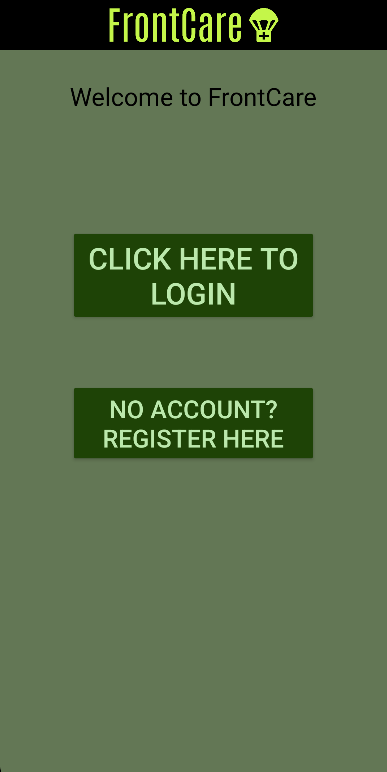 FrontCare
Welcome to FrontCare
CLICK HERE TO
LOGIN
NO ACCOUNT?
REGISTER HERE